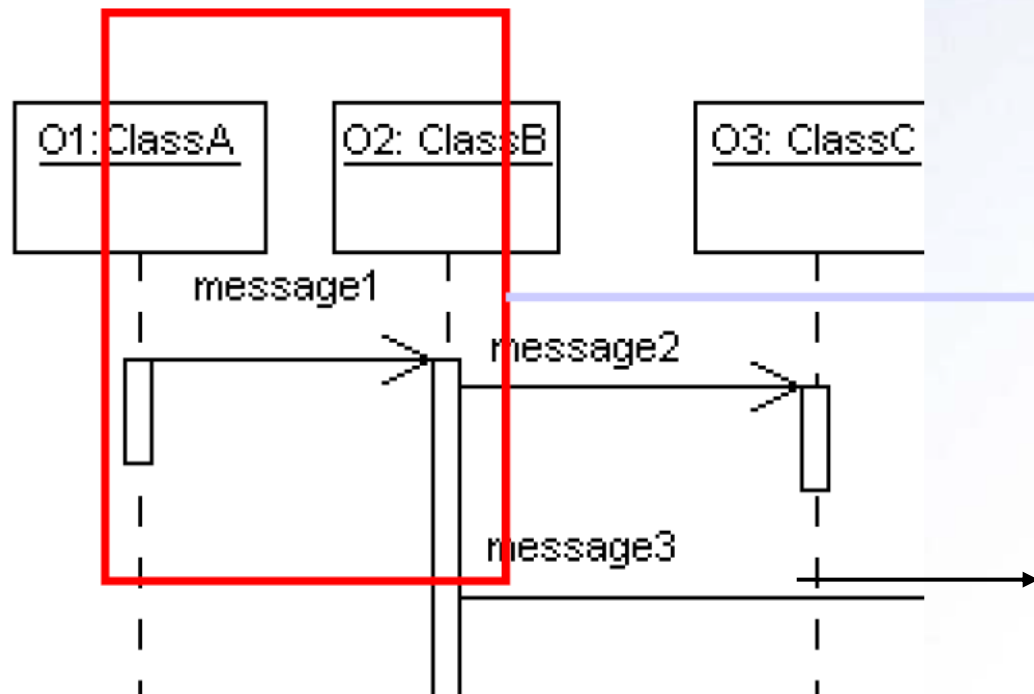 O1:ClassA
O2: ClassB
O3: ClassC
message1
message2
message3